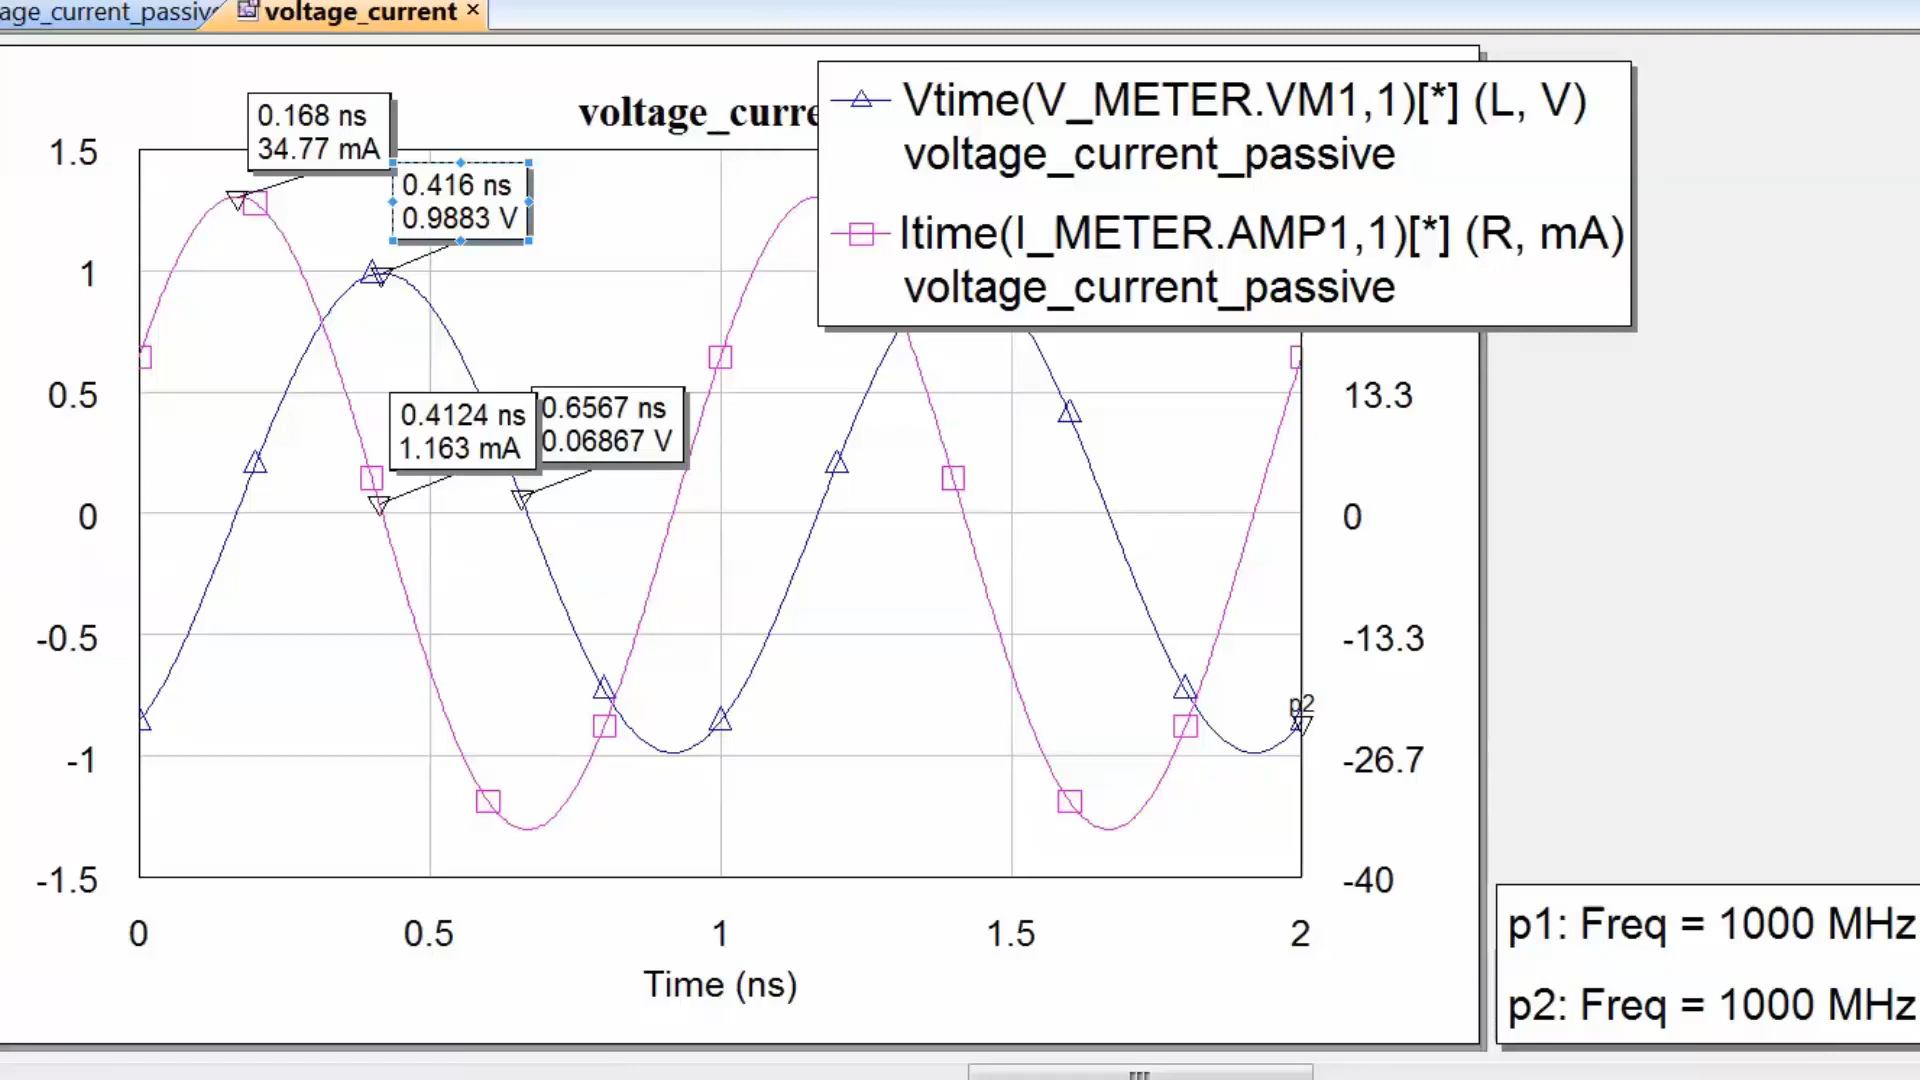 age_current_passive
voltage_current ×
voltage_curre
Vtime(V_METER.VM1,1)[*] (L, V)
voltage_current_passive
Itime(I_METER.AMP1,1)[*] (R, mA)
voltage_current_passive
0.168 ns
34.77 mA
0.416 ns
0.9883 V
0.4124 ns
1.163 mA
0.6567 ns
0.06867 V
1.5
1
0.5
0
-0.5
-1
-1.5
13.3
0
-13.3
-26.7
-40
p2
0
0.5
1
1.5
2
Time (ns)
p1: Freq = 1000 MHz
p2: Freq = 1000 MHz